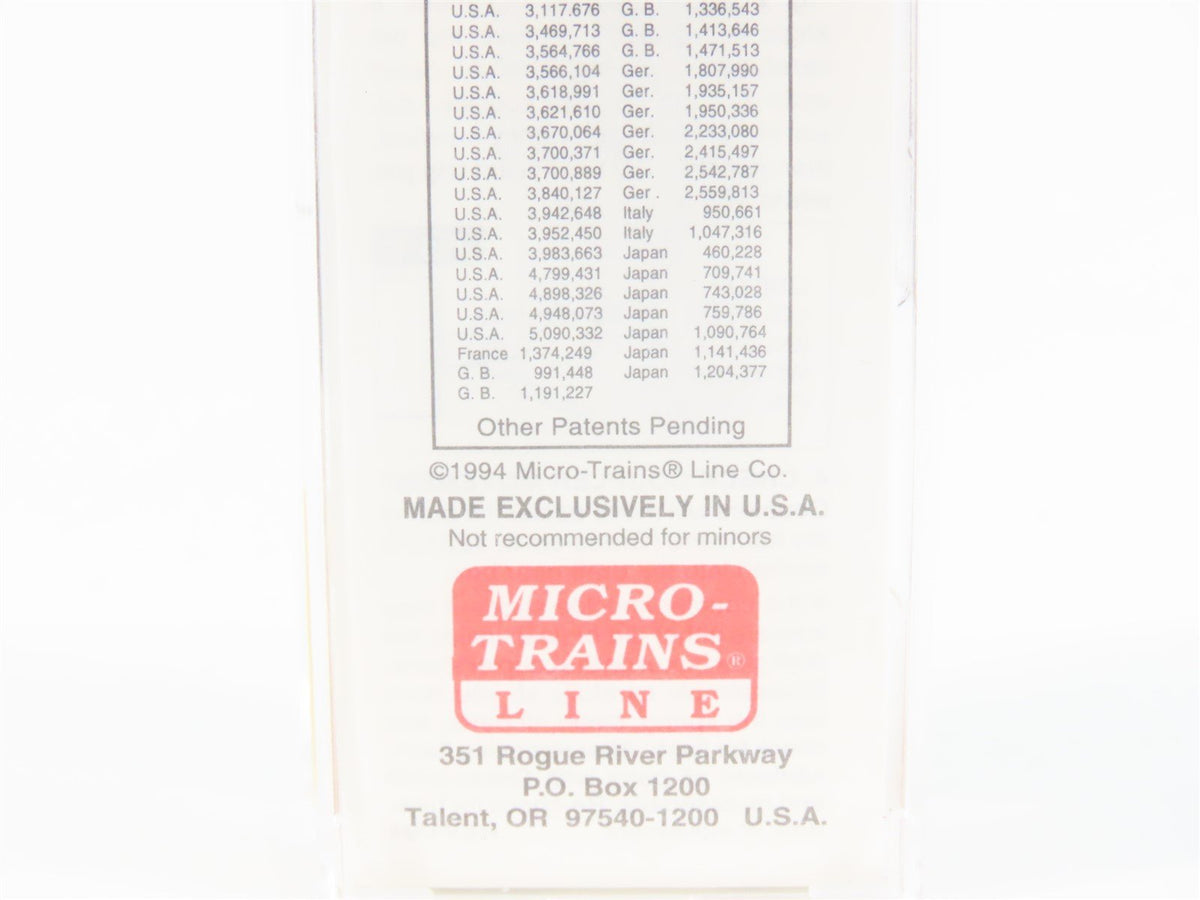 U.S.A. 3,117.676 G. B. 1,336,543
U.S.A. 3,469,713 G. B. 1,413,646
U.S.A. 3,564,766 G. B. 1,471,513
U.S.A. 3,566,104 Ger. 1,807,990
U.S.A. 3,618,991 Ger. 1,935,157
U.S.A. 3,621,610 Ger. 1,950,336
U.S.A. 3,670,064 Ger. 2,233,080
U.S.A. 3,700,371 Ger. 2,415,497
U.S.A. 3,700,889 Ger. 2,542,787
U.S.A. 3,840,127 Ger . 2,559,813
U.S.A. 3,942,648 Italy 950,661
U.S.A. 3,952,450 Italy 1,047,316
U.S.A. 3,983,663 Japan 460,228
U.S.A. 4,799,431 Japan 709,741
U.S.A. 4,898,326 Japan 743,028
U.S.A. 4,948,073 Japan 759,786
U.S.A. 5,090,332 Japan 1,090,764
France 1,374,249 Japan 1,141,436
G. B. 991,448 Japan 1,204,377
G. B. 1,191,227
Other Patents Pending
©1994 Micro-Trains® Line Co.
MADE EXCLUSIVELY IN U.S.A.
Not recommended for minors
MICRO-
TRAINS®
LINE
351 Rogue River Parkway
P.O. Box 1200
Talent, OR 97540-1200 U.S.A.